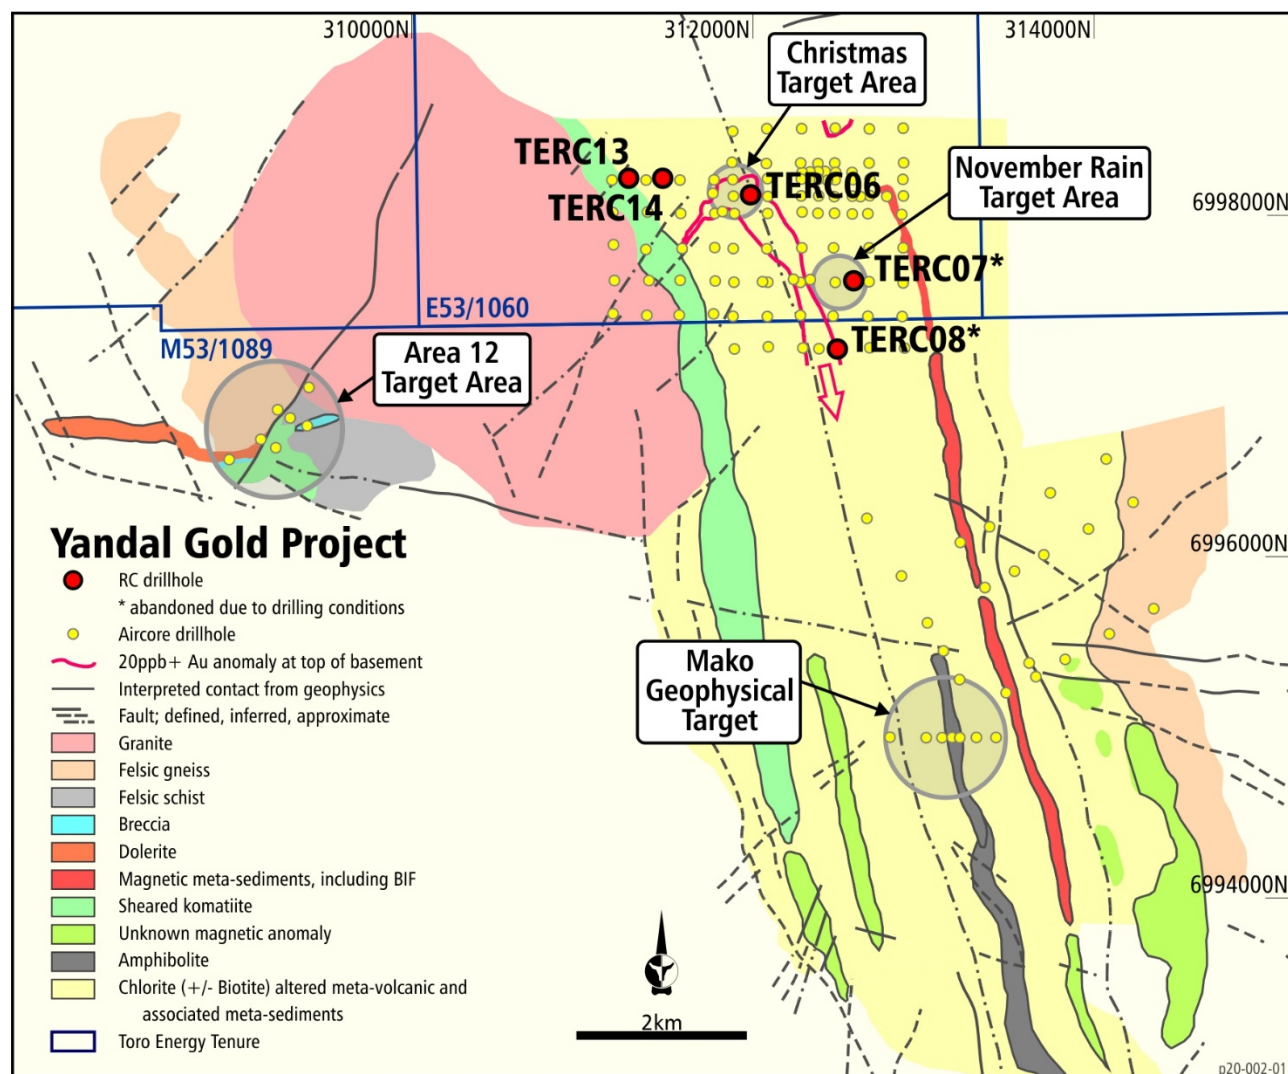 310000N
312000N
314000N
Christmas
Target Area
TERC13
TERC14
TERC06
November Rain
Target Area
6998000N
TERC07*
E53/1060
TERC08*
M53/1089
Area 12
Target Area
6996000N
Yandal Gold Project
RC drillhole
* abandoned due to drilling conditions
Aircore drillhole
20ppb+ Au anomaly at top of basement
Interpreted contact from geophysics
Fault; defined, inferred, approximate
Granite
Felsic gneiss
Felsic schist
Breccia
Dolerite
Magnetic meta-sediments, including BIF
Sheared komatiite
Unknown magnetic anomaly
Amphibolite
Chlorite (+/- Biotite) altered meta-volcanic and
associated meta-sediments
Toro Energy Tenure
Mako
Geophysical
Target
6994000N
2km
p20-002-01